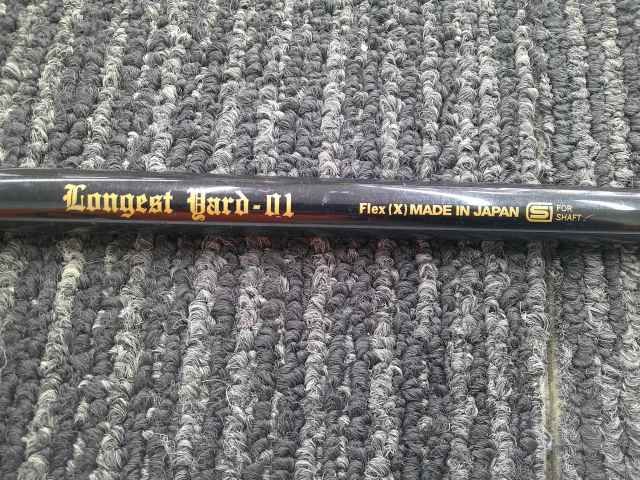 Longest Yard-01 Flex(X) MADE IN JAPAN S FOR
SHAFT